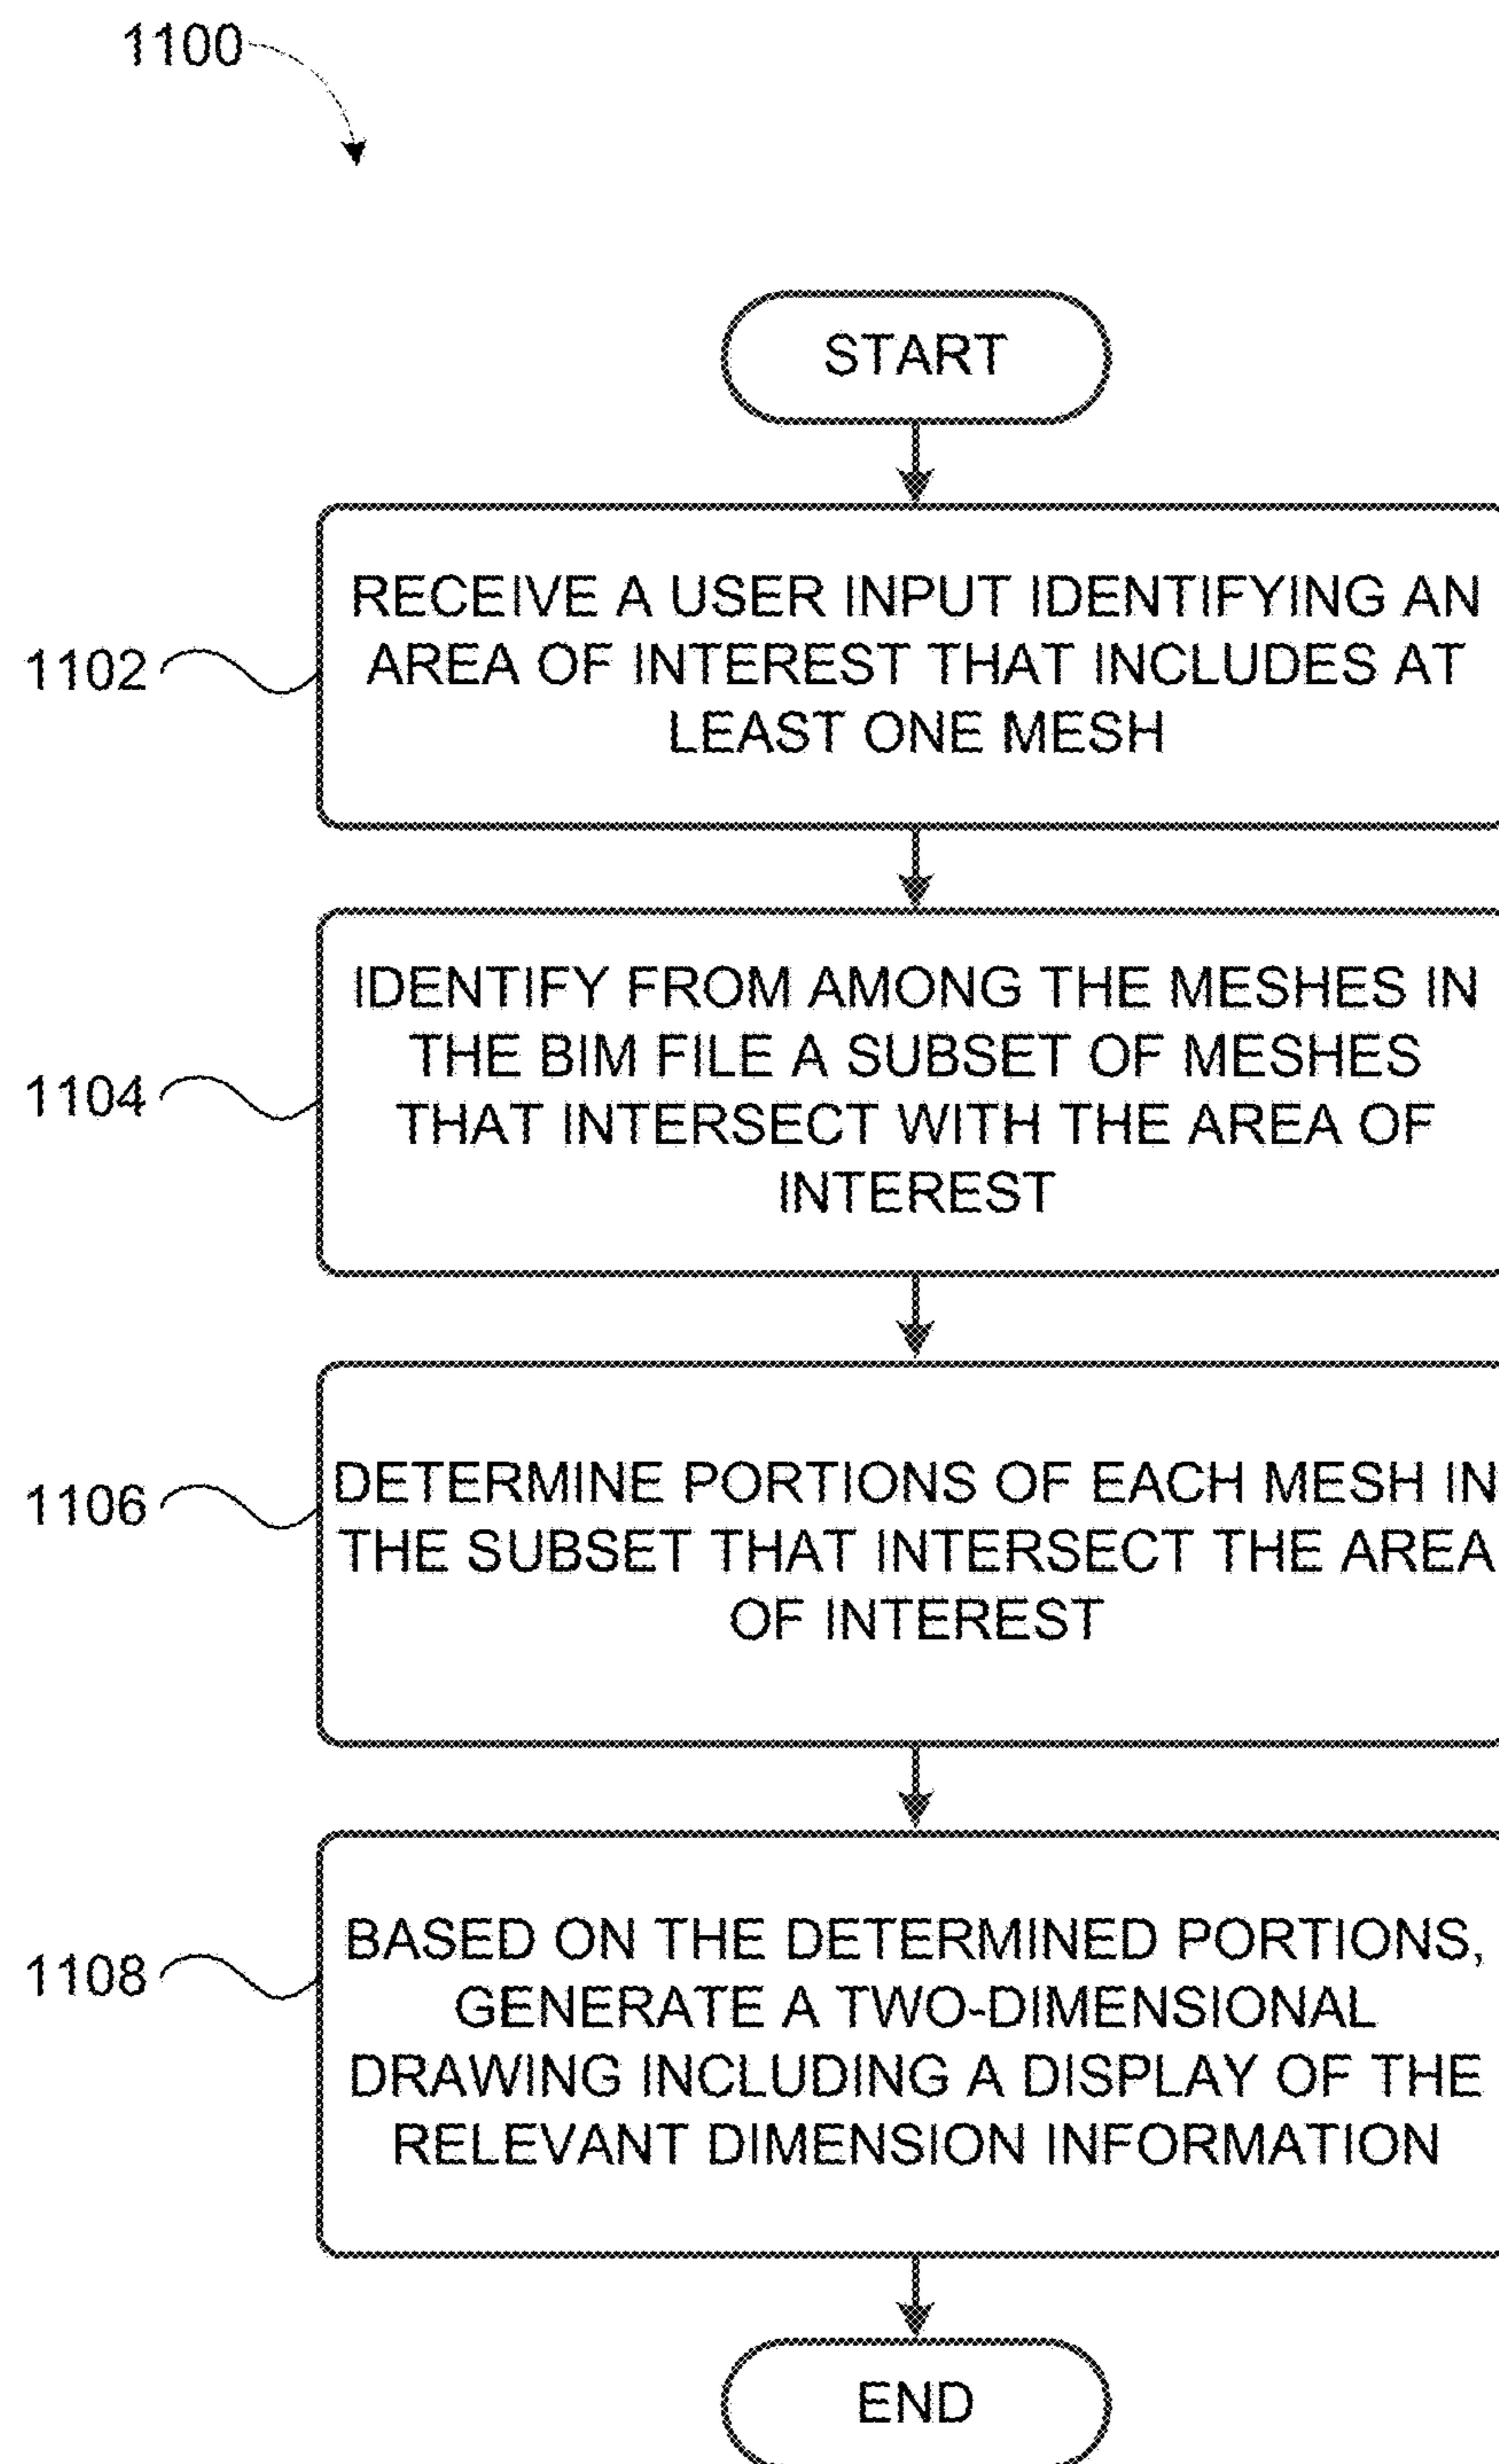 1100
START
RECEIVE A USER INPUT IDENTIFYING AN
AREA OF INTEREST THAT INCLUDES AT
LEAST ONE MESH
1102
IDENTIFY FROM AMONG THE MESHES IN
THE BIM FILE A SUBSET OF MESHES
THAT INTERSECT WITH THE AREA OF
INTEREST
1104
DETERMINE PORTIONS OF EACH MESH IN
THE SUBSET THAT INTERSECT THE AREA
OF INTEREST
1106
BASED ON THE DETERMINED PORTIONS,
GENERATE A TWO-DIMENSIONAL
DRAWING INCLUDING A DISPLAY OF THE
RELEVANT DIMENSION INFORMATION
1108
END